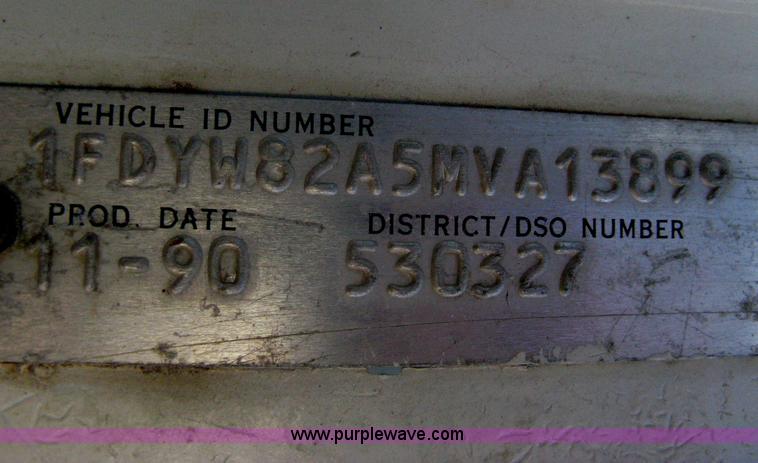 VEHICLE ID NUMBER
1FDYW82A5MVA13899
PROD. DATE DISTRICT/DSO NUMBER
11-90 530327
www.purplewave.com